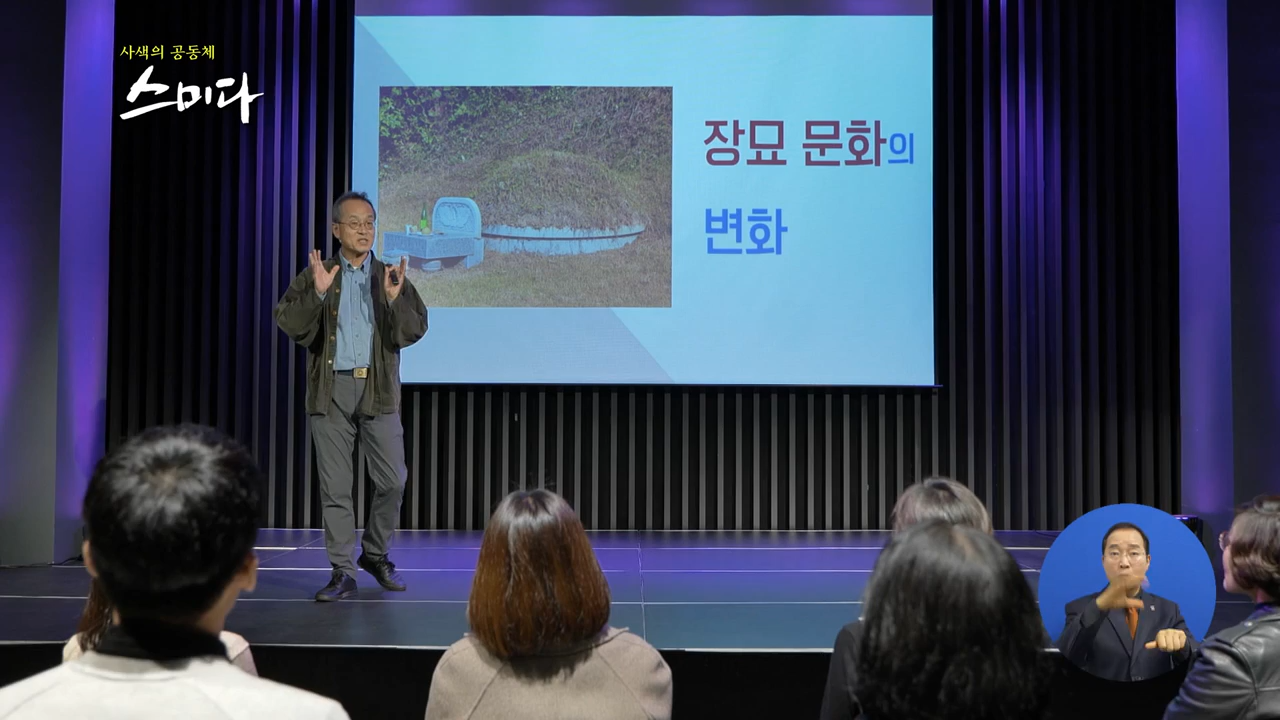 사색의 공동체
스미다
장묘 문화의
변화